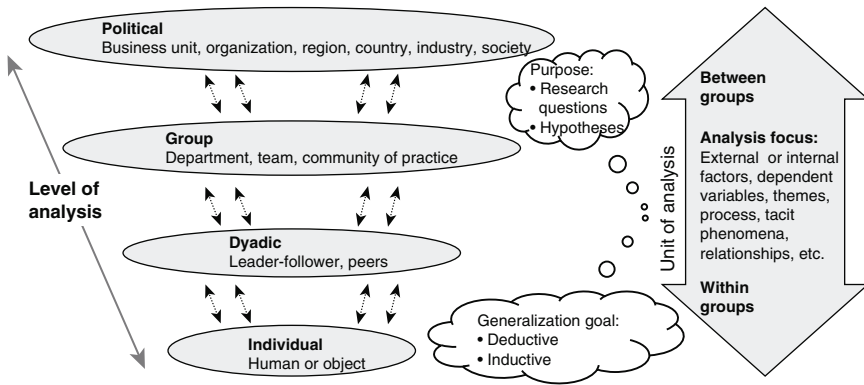 Political
Business unit, organization, region, country, industry, society
Group
Department, team, community of practice
Dyadic
Leader-follower, peers
Individual
Human or object
Level of
analysis
Purpose:
• Research
questions
• Hypotheses
Generalization goal:
• Deductive
• Inductive
Unit of analysis
Between
groups
Analysis focus:
External or internal
factors, dependent
variables, themes,
process, tacit
phenomena,
relationships, etc.
Within
groups